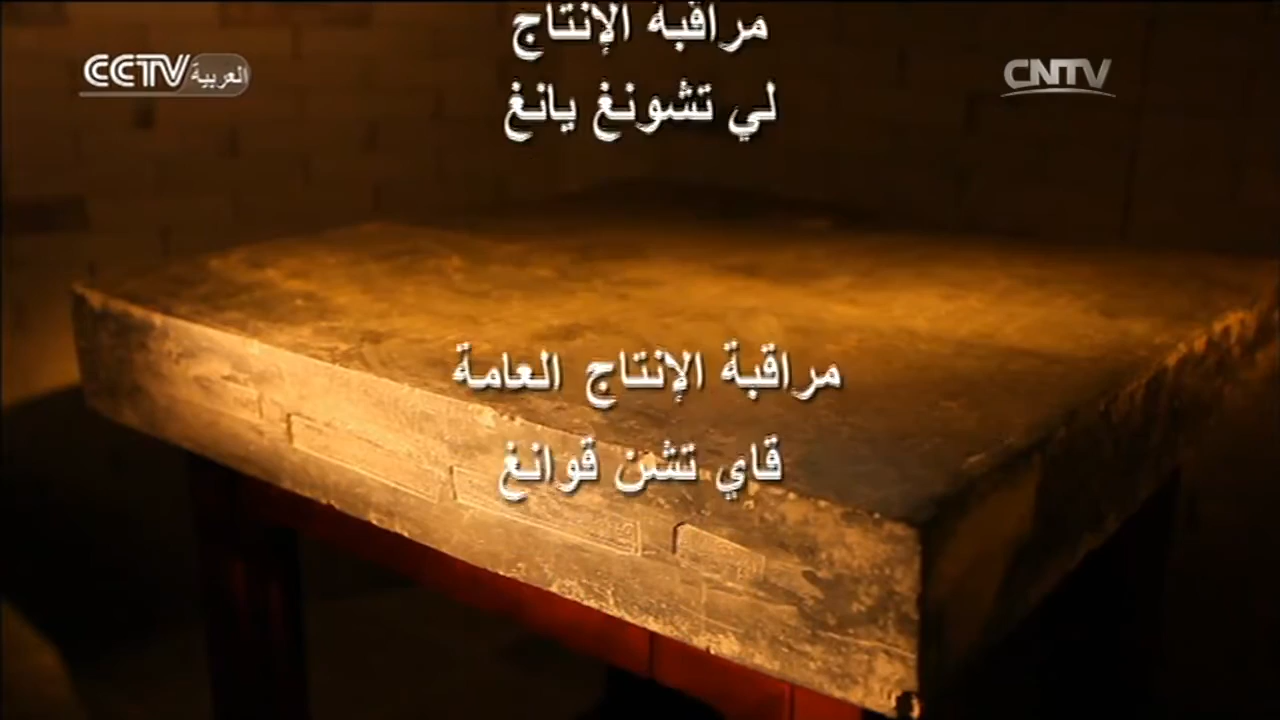 مراقبة الإنتاج
CCTV العربية
CNTV
لي تشونغ يانغ
مراقبة الإنتاج العامة
قاي تشن قوانغ